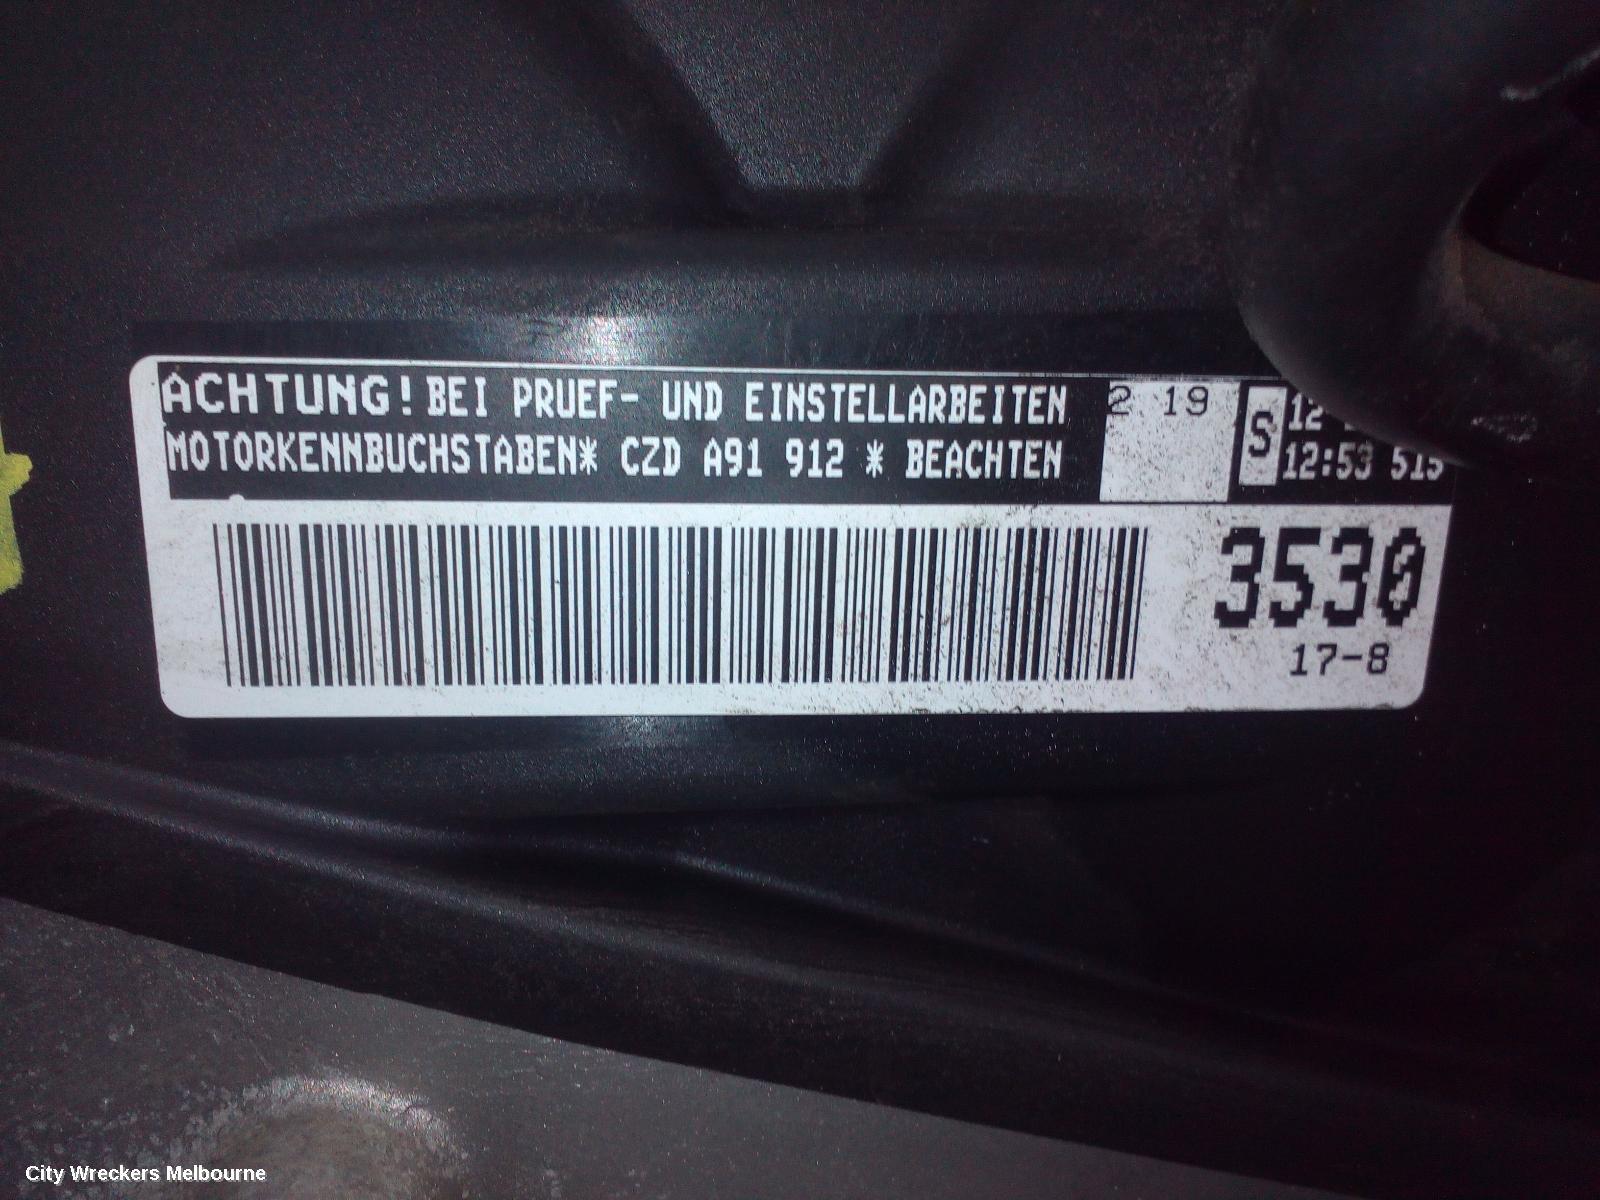 ACHTUNG! BEI PRUEF- UND EINSTELLARBEITEN
MOTORKENNBUCHSTABEN* CZD A91 912 * BEACHTEN
2 19
S
12-
12:53 515
3530
17-8
City Wreckers Melbourne